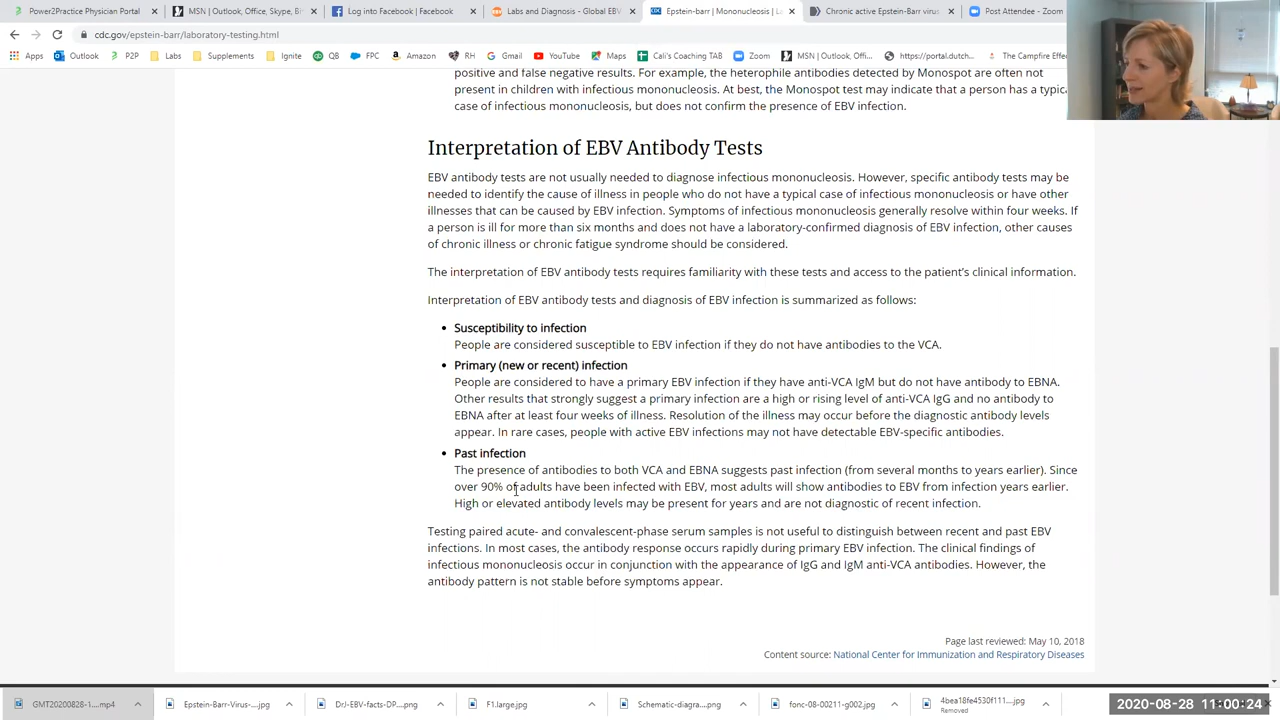 Power2Practice Physician Portal
MSN | Outlook, Office, Skype, Bi
Log into Facebook | Facebook
Labs and Diagnosis - Global EBV
Epstein-barr | Mononucleosis | La
Chronic active Epstein-Barr virus
Post Attendee - Zoom
cdc.gov/epstein-barr/laboratory-testing.html
Apps Outlook P2P Labs Supplements Ignite QB FPC Amazon RH Gmail YouTube Maps Cali's Coaching TAB Zoom MSN | Outlook, Offi... https://portal.dutch... The Campfire Effect
positive and false negative results. For example, the heterophile antibodies detected by Monospot are often not
present in children with infectious mononucleosis. At best, the Monospot test may indicate that a person has a typica
case of infectious mononucleosis, but does not confirm the presence of EBV infection.
Interpretation of EBV Antibody Tests
EBV antibody tests are not usually needed to diagnose infectious mononucleosis. However, specific antibody tests may be
needed to identify the cause of illness in people who do not have a typical case of infectious mononucleosis or have other
illnesses that can be caused by EBV infection. Symptoms of infectious mononucleosis generally resolve within four weeks. If
a person is ill for more than six months and does not have a laboratory-confirmed diagnosis of EBV infection, other causes
of chronic illness or chronic fatigue syndrome should be considered.
The interpretation of EBV antibody tests requires familiarity with these tests and access to the patient's clinical information.
Interpretation of EBV antibody tests and diagnosis of EBV infection is summarized as follows:
• Susceptibility to infection
People are considered susceptible to EBV infection if they do not have antibodies to the VCA.
• Primary (new or recent) infection
People are considered to have a primary EBV infection if they have anti-VCA IgM but do not have antibody to EBNA.
Other results that strongly suggest a primary infection are a high or rising level of anti-VCA IgG and no antibody to
EBNA after at least four weeks of illness. Resolution of the illness may occur before the diagnostic antibody levels
appear. In rare cases, people with active EBV infections may not have detectable EBV-specific antibodies.
• Past infection
The presence of antibodies to both VCA and EBNA suggests past infection (from several months to years earlier). Since
over 90% of adults have been infected with EBV, most adults will show antibodies to EBV from infection years earlier.
High or elevated antibody levels may be present for years and are not diagnostic of recent infection.
Testing paired acute- and convalescent-phase serum samples is not useful to distinguish between recent and past EBV
infections. In most cases, the antibody response occurs rapidly during primary EBV infection. The clinical findings of
infectious mononucleosis occur in conjunction with the appearance of IgG and IgM anti-VCA antibodies. However, the
antibody pattern is not stable before symptoms appear.
Page last reviewed: May 10, 2018
Content source: National Center for Immunization and Respiratory Diseases
GMT20200828-1....mp4
Epstein-Barr-Virus-...jpg
DrJ-EBV-facts-DP....png
F1.large.jpg
Schematic-diagra....png
fonc-08-00211-g002.jpg
4bea18fe4530f111....jpg
Removed
2020-08-28 11:00:24